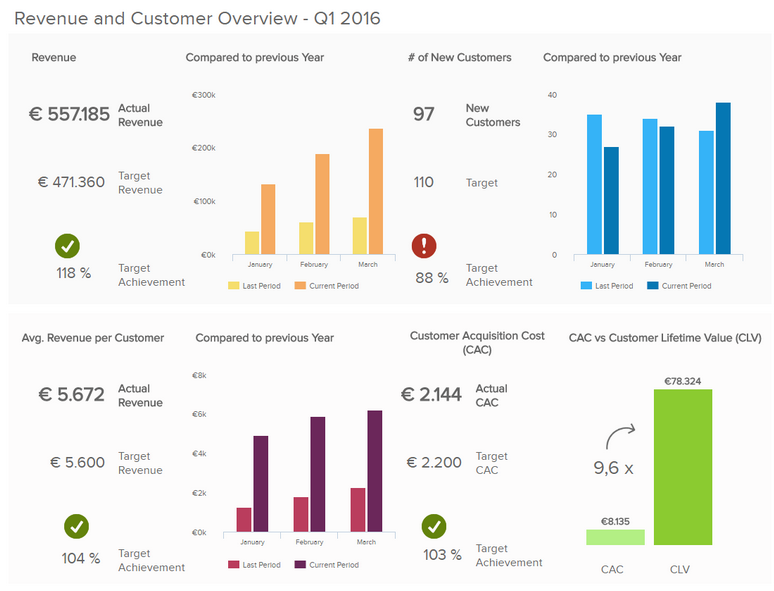 Revenue and Customer Overview - Q1 2016
Revenue
€ 557.185 Actual
Revenue
€ 471.360 Target
Revenue
118 % Target
Achievement
Compared to previous Year
€300k
€200k
€100k
€0k
January February March
Last Period Current Period
# of New Customers
97 New
Customers
110 Target
88 % Target
Achievement
Compared to previous Year
40
30
20
10
0
January February March
Last Period Current Period
Avg. Revenue per Customer
€ 5.672 Actual
Revenue
€ 5.600 Target
Revenue
104 % Target
Achievement
Compared to previous Year
€8k
€6k
€4k
€2k
€0k
January February March
Last Period Current Period
Customer Acquisition Cost
(CAC)
€ 2.144 Actual
CAC
€ 2.200 Target
CAC
103 % Target
Achievement
CAC vs Customer Lifetime Value (CLV)
€78.324
9,6 x
€8.135
CAC CLV